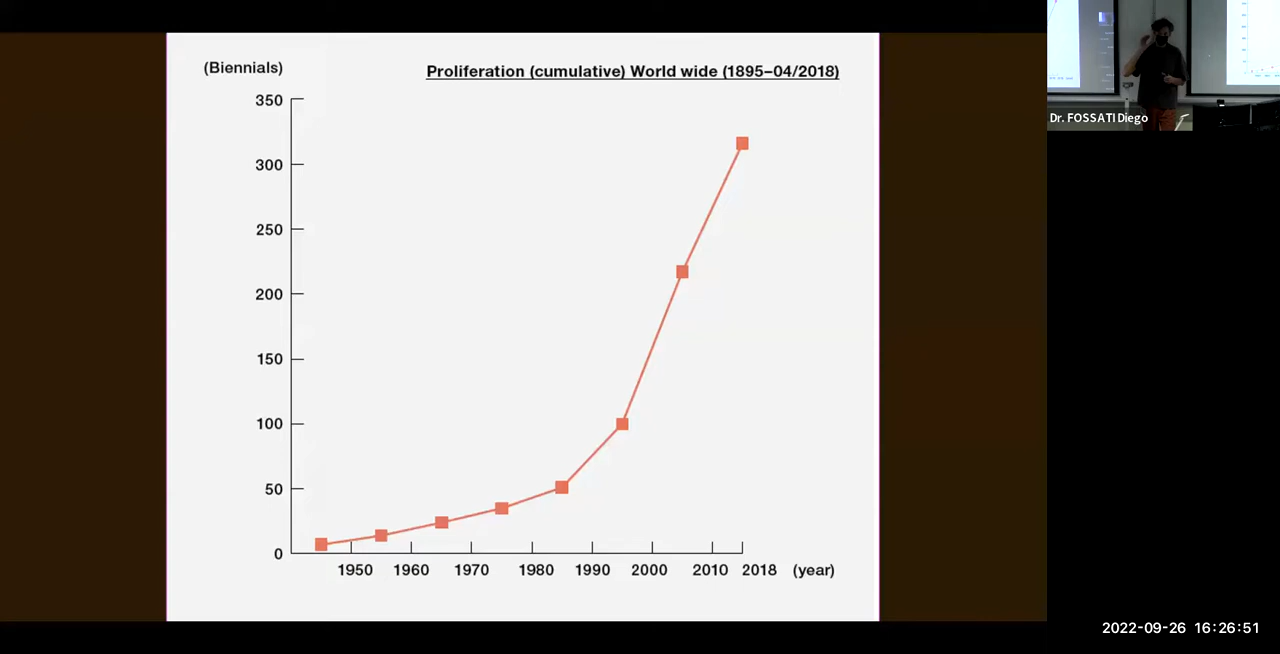 (Biennials)
Proliferation (cumulative) World wide (1895–04/2018)
350
300
250
200
150
100
50
0
1950 1960 1970 1980 1990 2000 2010 2018 (year)
Dr. FOSSATI Diego
2022-09-26 16:26:51